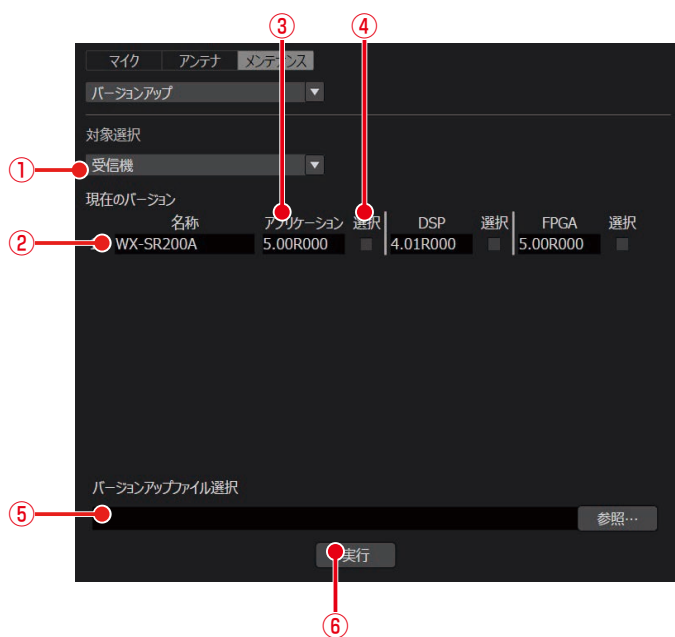 ③ ④
マイク アンテナ メンテナンス
バージョンアップ
対象選択
① 受信機
現在のバージョン
名称 アプリケーション 選択 DSP 選択 FPGA 選択
② WX-SR200A 5.00R000 4.01R000 5.00R000
バージョンアップファイル選択
⑤ 参照…
実行
⑥